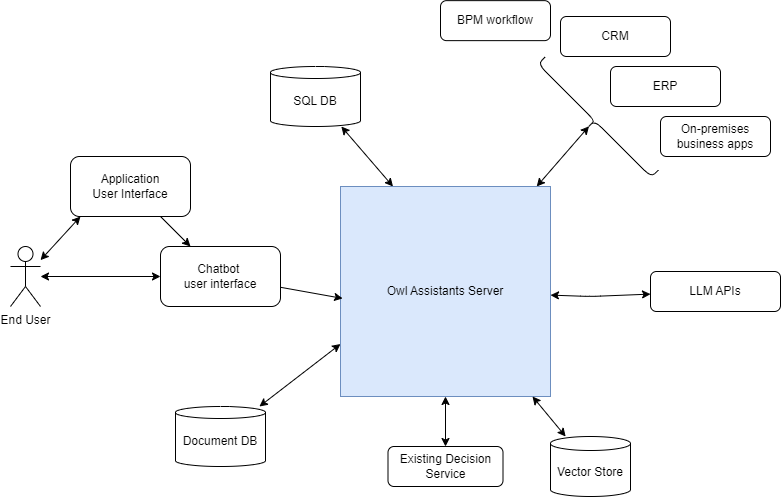 BPM workflow
CRM
ERP
On-premises
business apps
SQL DB
Application
User Interface
Chatbot
user interface
End User
Owl Assistants Server
LLM APIs
Document DB
Existing Decision
Service
Vector Store